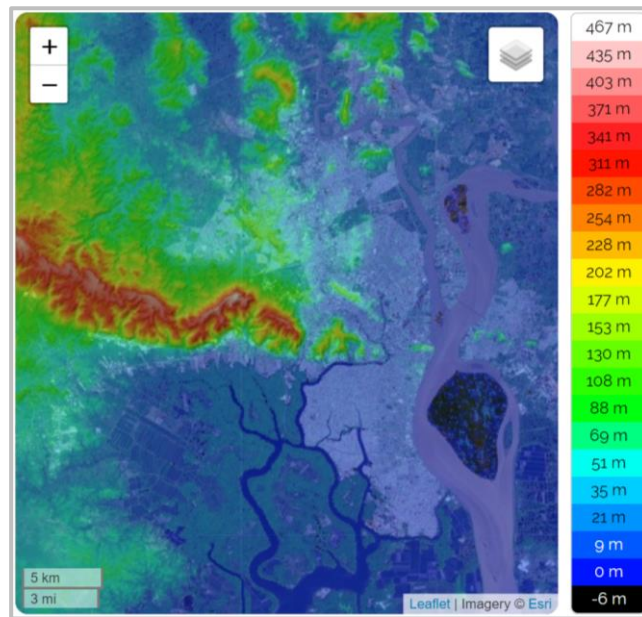 +
−
467 m
435 m
403 m
371 m
341 m
311 m
282 m
254 m
228 m
202 m
177 m
153 m
130 m
108 m
88 m
69 m
51 m
35 m
21 m
9 m
0 m
-6 m
5 km
3 mi
Leaflet | Imagery © Esri